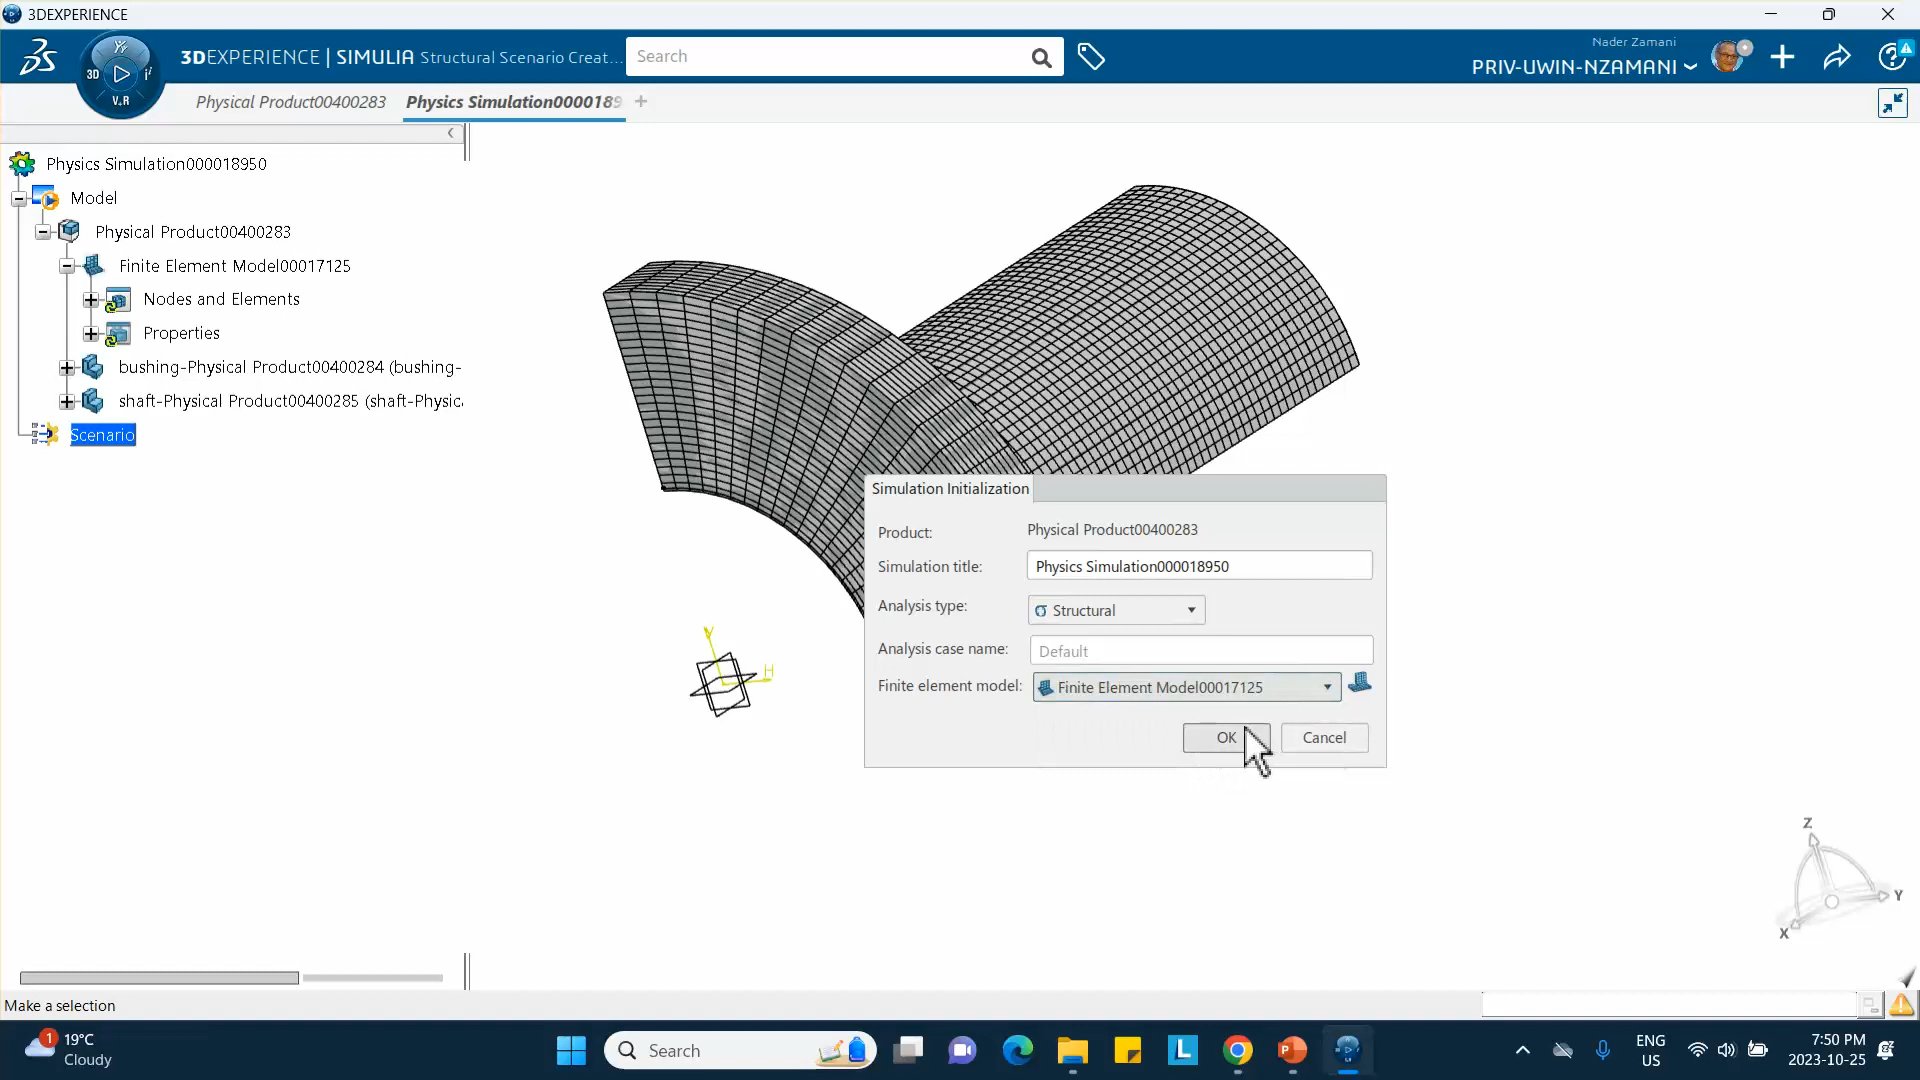 3DEXPERIENCE
3DEXPERIENCE | SIMULIA Structural Scenario Creat...
Search
Nader Zamani
PRIV-UWIN-NZAMANI
3D
V.R
Physical Product00400283
Physics Simulation0000189
Physics Simulation000018950
Model
Physical Product00400283
Finite Element Model00017125
Nodes and Elements
Properties
bushing-Physical Product00400284 (bushing-
shaft-Physical Product00400285 (shaft-Physic
Scenario
Simulation Initialization
Product: Physical Product00400283
Simulation title: Physics Simulation000018950
Analysis type: Structural
Analysis case name: Default
Finite element model: Finite Element Model00017125
OK Cancel
V
H
Z
Y
X
Make a selection
1
19°C
Cloudy
Search
L
P
ENG
US
7:50 PM
2023-10-25